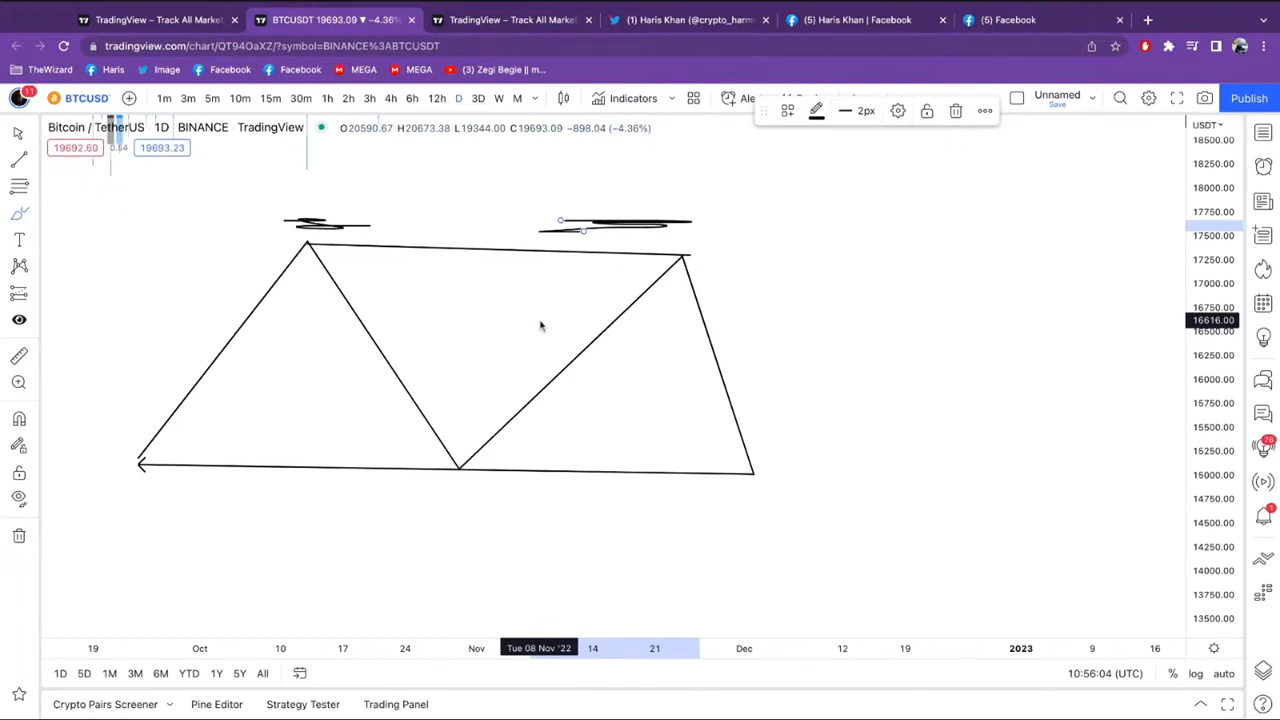 TradingView – Track All Marke
BTCUSDT 19693.09 ▼ −4.36%
TradingView – Track All Market
(1) Haris Khan (@crypto_harm
(5) Haris Khan | Facebook
(5) Facebook
tradingview.com/chart/QT94OaXZ/?symbol=BINANCE%3ABTCUSDT
TheWizard
Haris
Image
Facebook
Facebook
MEGA
MEGA
(3) Zegi Begie || m...
11
BTCUSD
1m 3m 5m 10m 15m 30m 1h 2h 3h 4h 6h 12h D 3D W M
Indicators
Ale
2px
Unnamed
Save
Publish
Bitcoin / TetherUS 1D BINANCE TradingView
O20590.67 H20673.38 L19344.00 C19693.09 −898.04 (−4.36%)
19692.69
0.54
19693.23
USDT
18500.00
18250.00
18000.00
17750.00
17500.00
17250.00
17000.00
16750.00
16616.00
16500.00
16250.00
16000.00
15750.00
15500.00
15250.00
15000.00
14750.00
14500.00
14250.00
14000.00
13750.00
13500.00
76
1
19 Oct 10 17 24 Nov Tue 08 Nov '22 14 21 Dec 12 19 2023 9 16
1D 5D 1M 3M 6M YTD 1Y 5Y All
10:56:04 (UTC) % log auto
Crypto Pairs Screener
Pine Editor
Strategy Tester
Trading Panel